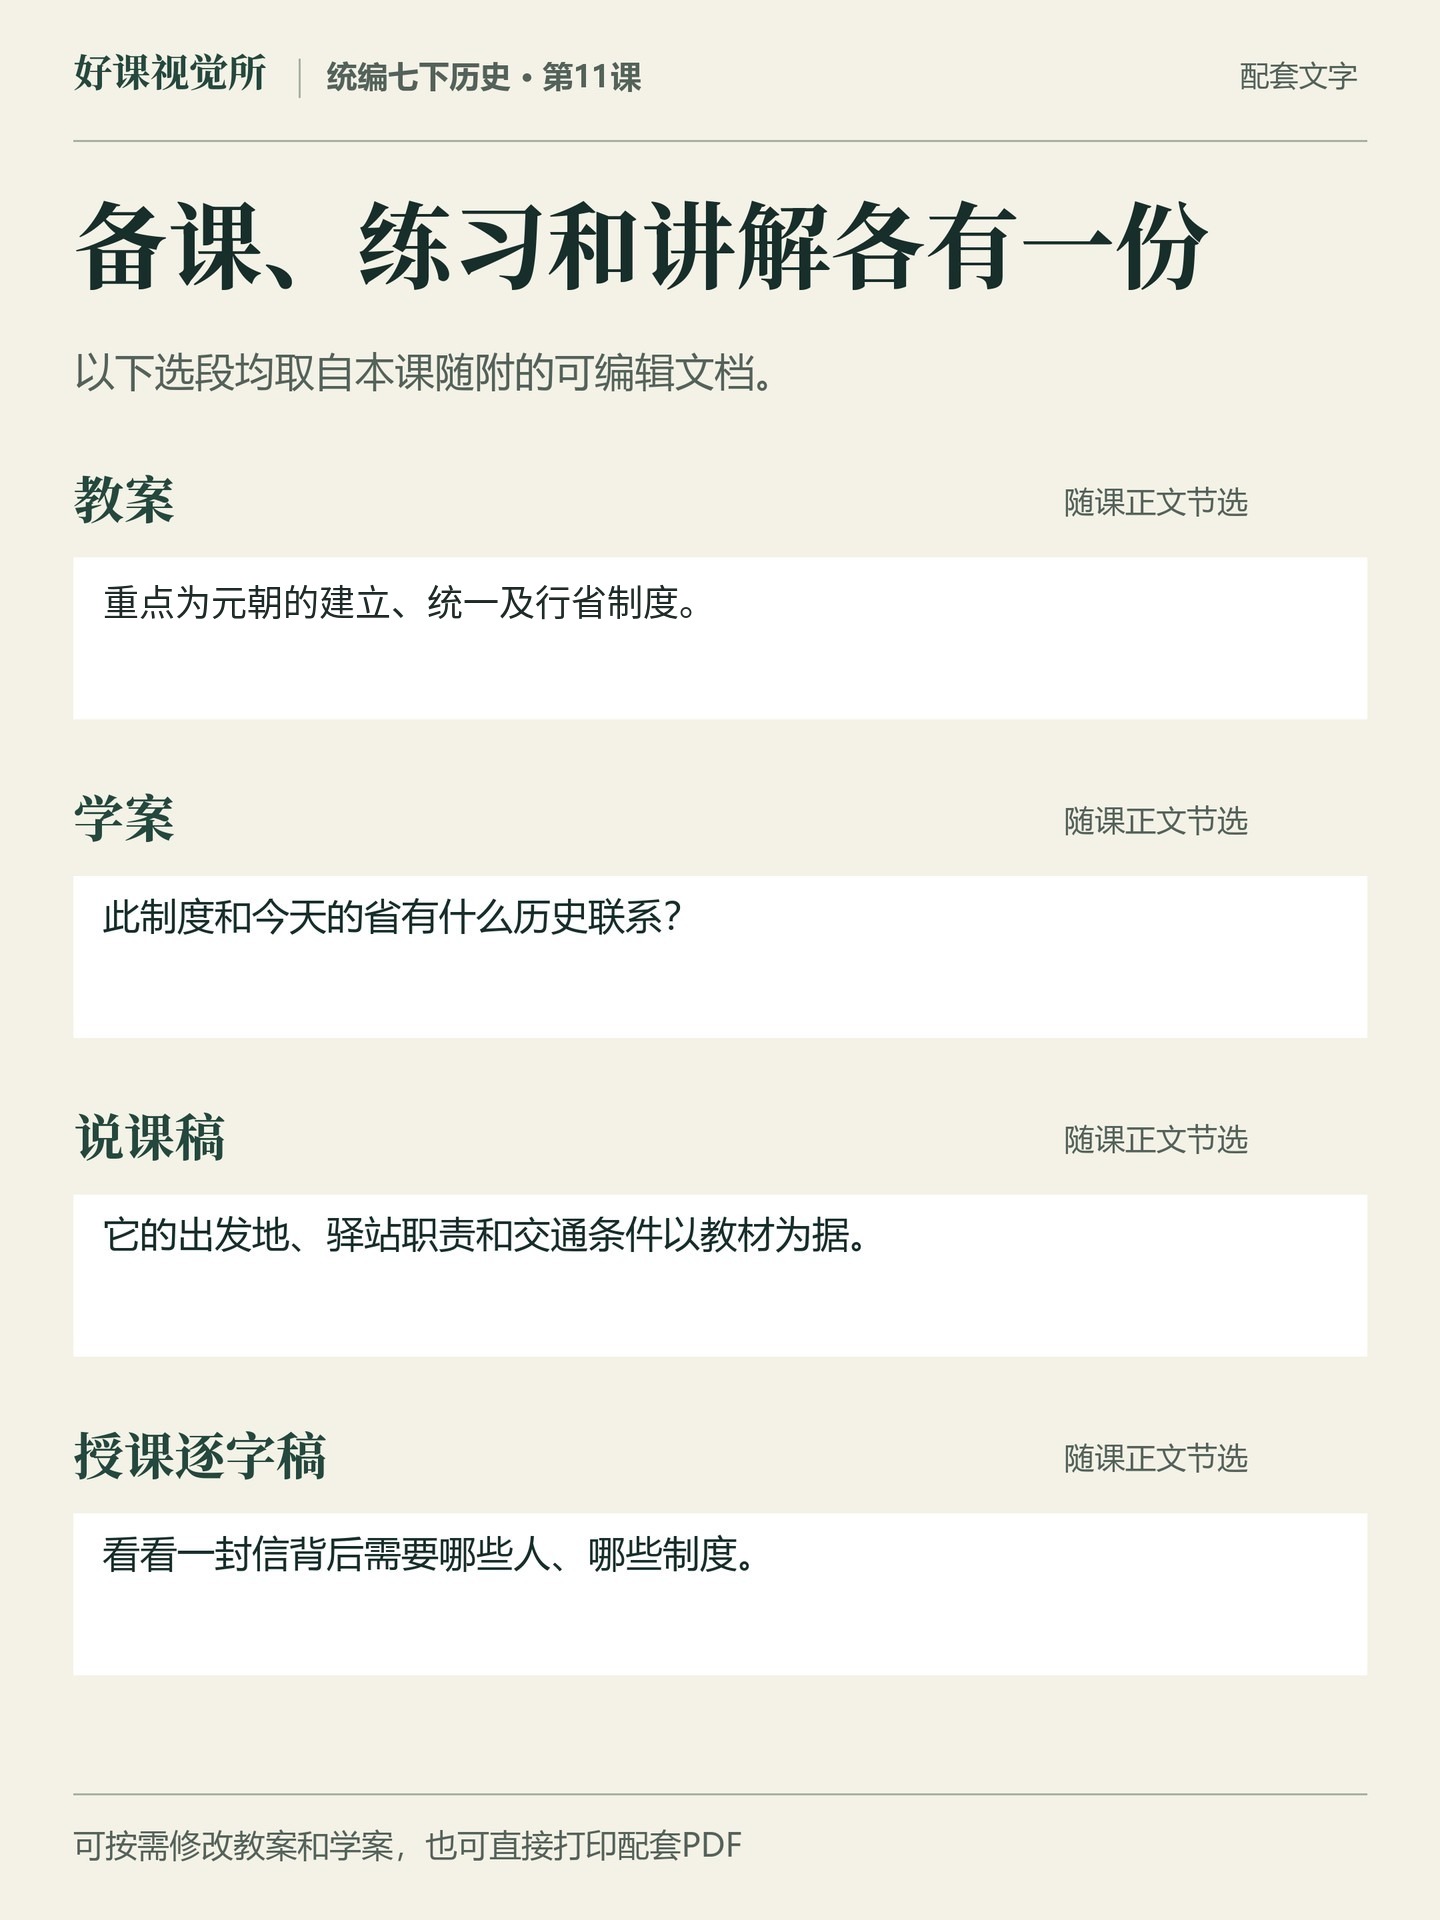 好课视觉所 统编七下历史·第11课 配套文字
备课、练习和讲解各有一份
以下选段均取自本课随附的可编辑文档。
教案 随课正文节选
重点为元朝的建立、统一及行省制度。
学案 随课正文节选
此制度和今天的省有什么历史联系？
说课稿 随课正文节选
它的出发地、驿站职责和交通条件以教材为据。
授课逐字稿 随课正文节选
看看一封信背后需要哪些人、哪些制度。
可按需修改教案和学案，也可直接打印配套PDF